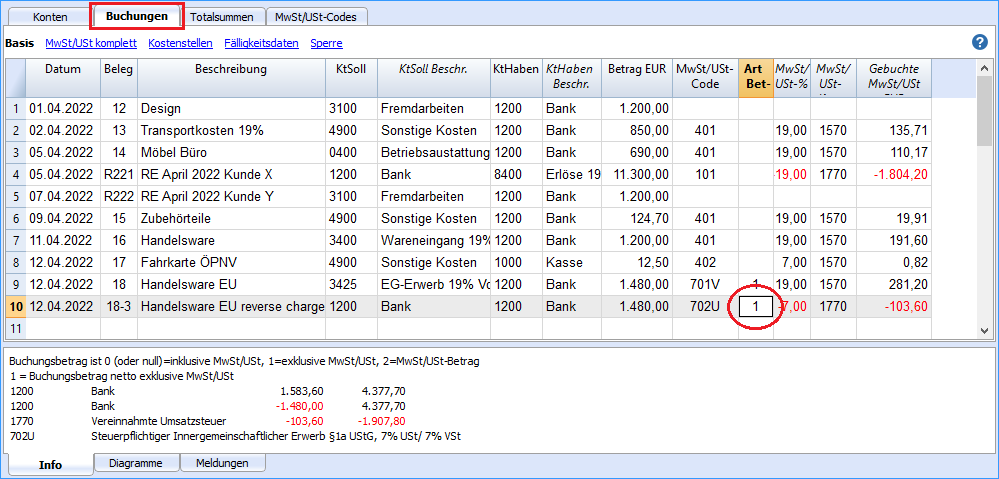 Konten Buchungen Totalsummen MwSt/USt-Codes
Basis MwSt/USt komplett Kostenstellen Fälligkeitsdaten Sperre ?
Datum Beleg Beschreibung KtSoll KtSoll Beschr. KtHaben KtHaben Beschr. Betrag EUR MwSt/USt-Code Art Bet- MwSt/USt-% MwSt/USt- Gebuchte MwSt/USt
1 01.04.2022 12 Design 3100 Fremdarbeiten 1200 Bank 1.200,00
2 02.04.2022 13 Transportkosten 19% 4900 Sonstige Kosten 1200 Bank 850,00 401 19,00 1570 135,71
3 05.04.2022 14 Möbel Büro 0400 Betriebsaustattung 1200 Bank 690,00 401 19,00 1570 110,17
4 05.04.2022 R221 RE April 2022 Kunde X 1200 Bank 8400 Erlöse 19 11.300,00 101 -19,00 1770 -1.804,20
5 07.04.2022 R222 RE April 2022 Kunde Y 3100 Fremdarbeiten 1200 Bank 1.200,00
6 09.04.2022 15 Zubehörteile 4900 Sonstige Kosten 1200 Bank 124,70 401 19,00 1570 19,91
7 11.04.2022 16 Handelsware 3400 Wareneingang 19% 1200 Bank 1.200,00 401 19,00 1570 191,60
8 12.04.2022 17 Fahrkarte ÖPNV 4900 Sonstige Kosten 1000 Kasse 12,50 402 7,00 1570 0,82
9 12.04.2022 18 Handelsware EU 3425 EG-Erwerb 19% Vo 1200 Bank 1.480,00 701V 1 19,00 1570 281,20
10 12.04.2022 18-3 Handelsware EU reverse charge 1200 Bank 1200 Bank 1.480,00 702U 1 -7,00 1770 -103,60
11
Buchungsbetrag ist 0 (oder null)=inklusive MwSt/USt, 1=exklusive MwSt/USt, 2=MwSt/USt-Betrag
1 = Buchungsbetrag netto exklusive MwSt/USt
1200 Bank 1.583,60 4.377,70
1200 Bank -1.480,00 4.377,70
1770 Vereinnahmte Umsatzsteuer -103,60 -1.907,80
702U Steuerpflichtiger Innergemeinschaftlicher Erwerb §1a UStG, 7% USt/ 7% VSt
Info Diagramme Meldungen